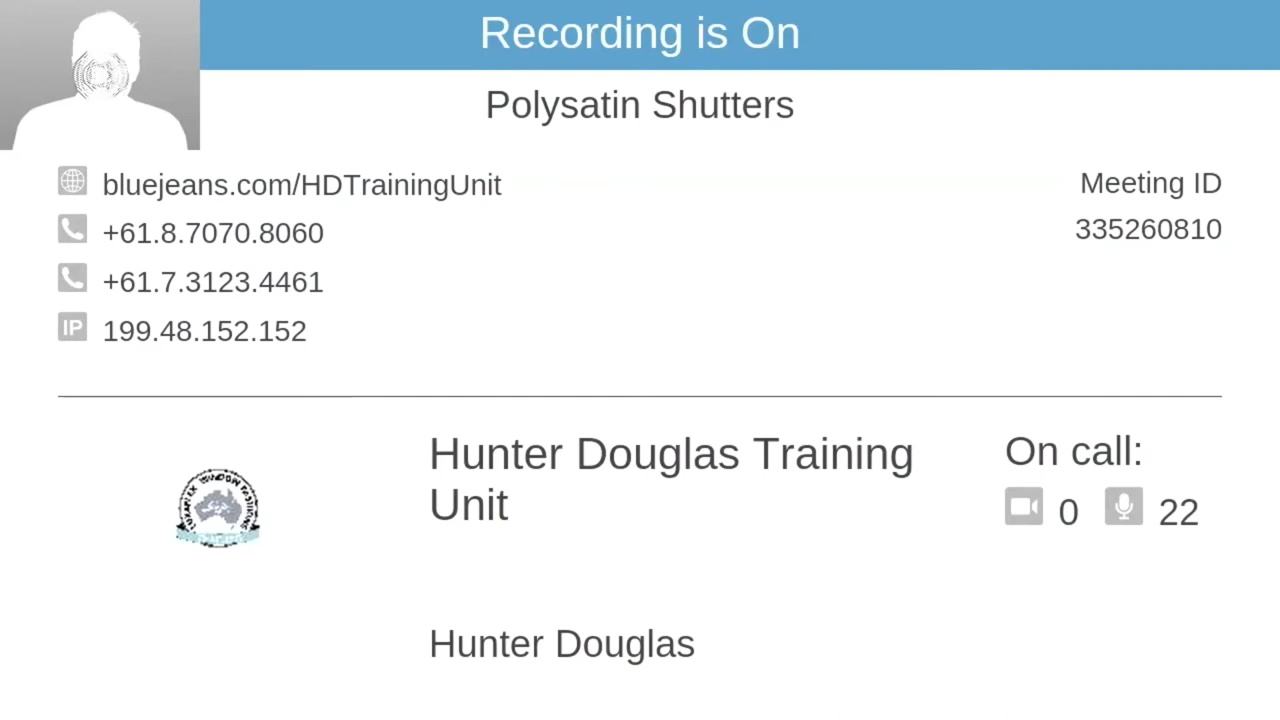 Recording is On
Polysatin Shutters
bluejeans.com/HDTrainingUnit
Meeting ID
+61.8.7070.8060
335260810
+61.7.3123.4461
IP 199.48.152.152
Hunter Douglas Training
Unit
On call:
0 22
Hunter Douglas